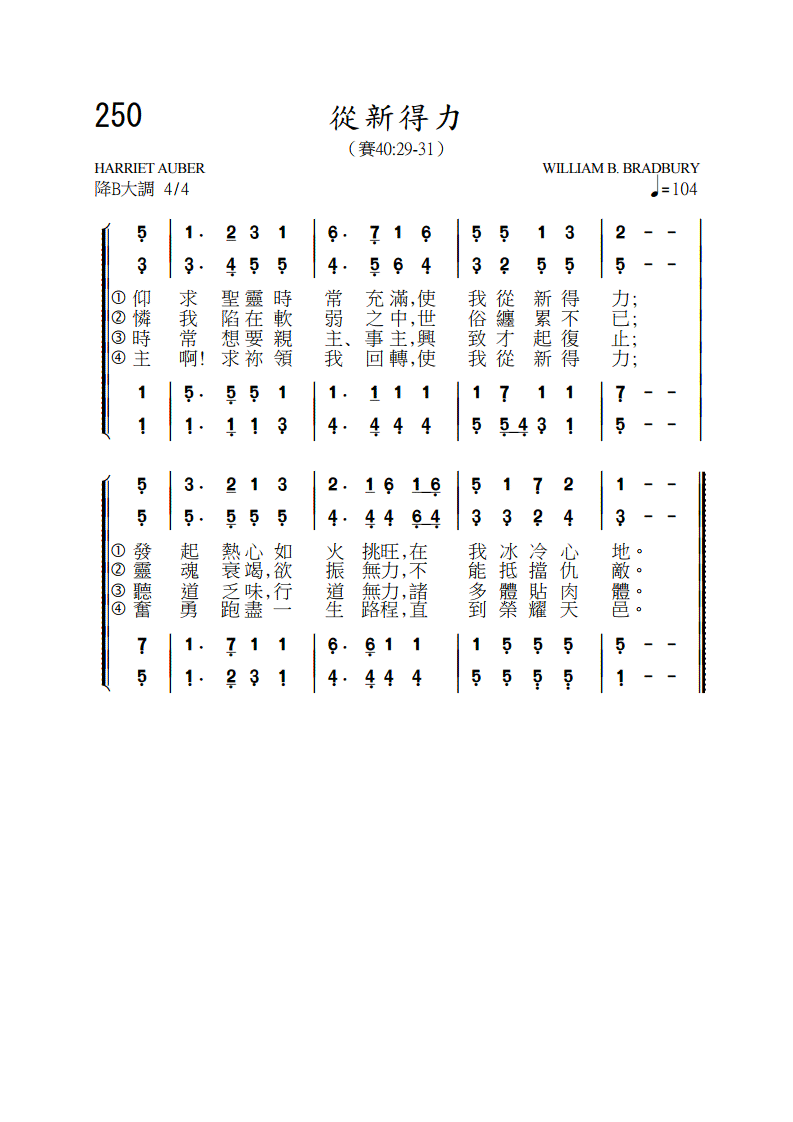 250
從新得力
（賽40:29-31）
HARRIET AUBER
WILLIAM B. BRADBURY
降B大調 4/4
♩=104
5 | 1 . 2 3 1 | 6 . 7 1 6 | 5 5 1 3 | 2 - - |
3 | 3 . 4 5 5 | 4 . 5 6 4 | 3 2 5 5 | 5 - - |
① 仰 求 聖 靈 時 常 充 滿,使 我 從 新 得 力;
② 憐 我 陷 在 軟 弱 之 中,世 俗 纏 累 不 已;
③ 時 常 想 要 親 主、事 主,興 致 才 起 復 止;
④ 主 啊! 求 祢 領 我 回 轉,使 我 從 新 得 力;
1 | 5 . 5 5 1 | 1 . 1 1 1 | 1 7 1 1 | 7 - - |
1 | 1 . 1 1 3 | 4 . 4 4 4 | 5 5 4 3 1 | 5 - - |
5 | 3 . 2 1 3 | 2 . 1 6 1 6 | 5 1 7 2 | 1 - - |
5 | 5 . 5 5 5 | 4 . 4 4 6 4 | 3 3 2 4 | 3 - - |
① 發 起 熱 心 如 火 挑旺,在 我 冰 冷 心 地。
② 靈 魂 衰 竭,欲 振 無力,不 能 抵 擋 仇 敵。
③ 聽 道 乏 味,行 道 無力,諸 多 體 貼 肉 體。
④ 奮 勇 跑 盡 一 生 路程,直 到 榮 耀 天 邑。
7 | 1 . 7 1 1 | 6 . 6 1 1 | 1 5 5 5 | 5 - - |
5 | 1 . 2 3 1 | 4 . 4 4 4 | 5 5 5 5 | 1 - - |